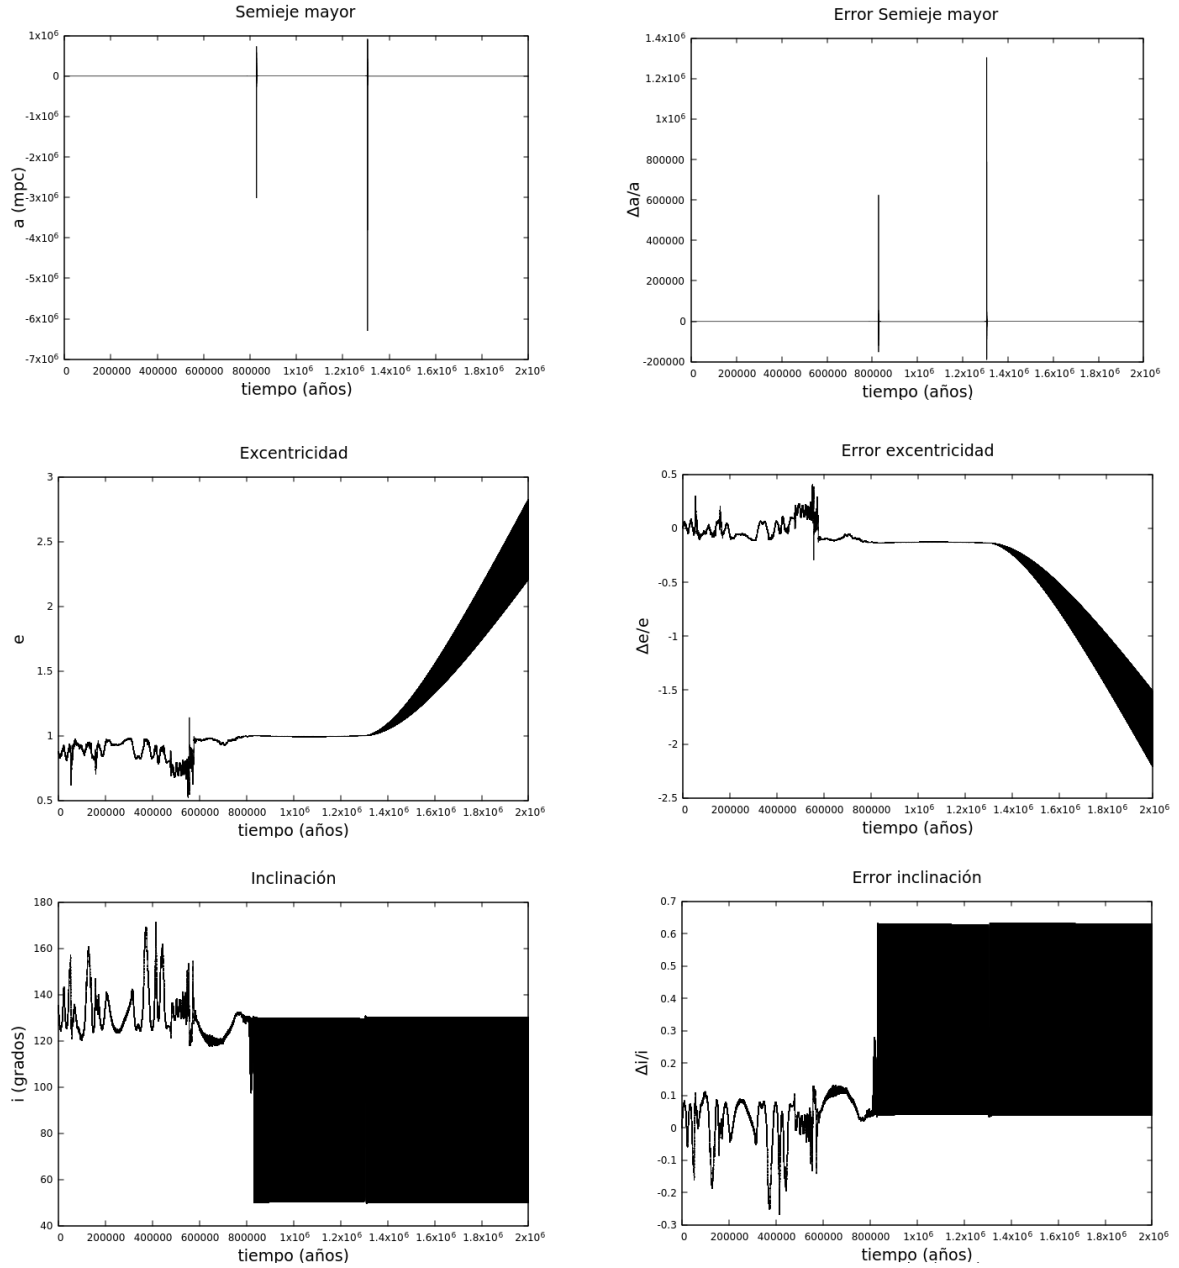 Semieje mayor
Error Semieje mayor
a (mpc)
1x10⁶
0
-1x10⁶
-2x10⁶
-3x10⁶
-4x10⁶
-5x10⁶
-6x10⁶
-7x10⁶
0 200000 400000 600000 800000 1x10⁶ 1.2x10⁶ 1.4x10⁶ 1.6x10⁶ 1.8x10⁶ 2x10⁶
tiempo (años)
Δa/a
1.4x10⁶
1.2x10⁶
1x10⁶
800000
600000
400000
200000
0
-200000
0 200000 400000 600000 800000 1x10⁶ 1.2x10⁶ 1.4x10⁶ 1.6x10⁶ 1.8x10⁶ 2x10⁶
tiempo (años)
Excentricidad
Error excentricidad
e
3
2.5
2
1.5
1
0.5
0 200000 400000 600000 800000 1x10⁶ 1.2x10⁶ 1.4x10⁶ 1.6x10⁶ 1.8x10⁶ 2x10⁶
tiempo (años)
Δe/e
0.5
0
-0.5
-1
-1.5
-2
-2.5
0 200000 400000 600000 800000 1x10⁶ 1.2x10⁶ 1.4x10⁶ 1.6x10⁶ 1.8x10⁶ 2x10⁶
tiempo (años)
Inclinación
Error inclinación
i (grados)
180
160
140
120
100
80
60
40
0 200000 400000 600000 800000 1x10⁶ 1.2x10⁶ 1.4x10⁶ 1.6x10⁶ 1.8x10⁶ 2x10⁶
tiempo (años)
Δi/i
0.7
0.6
0.5
0.4
0.3
0.2
0.1
0
-0.1
-0.2
-0.3
0 200000 400000 600000 800000 1x10⁶ 1.2x10⁶ 1.4x10⁶ 1.6x10⁶ 1.8x10⁶ 2x10⁶
tiempo (años)